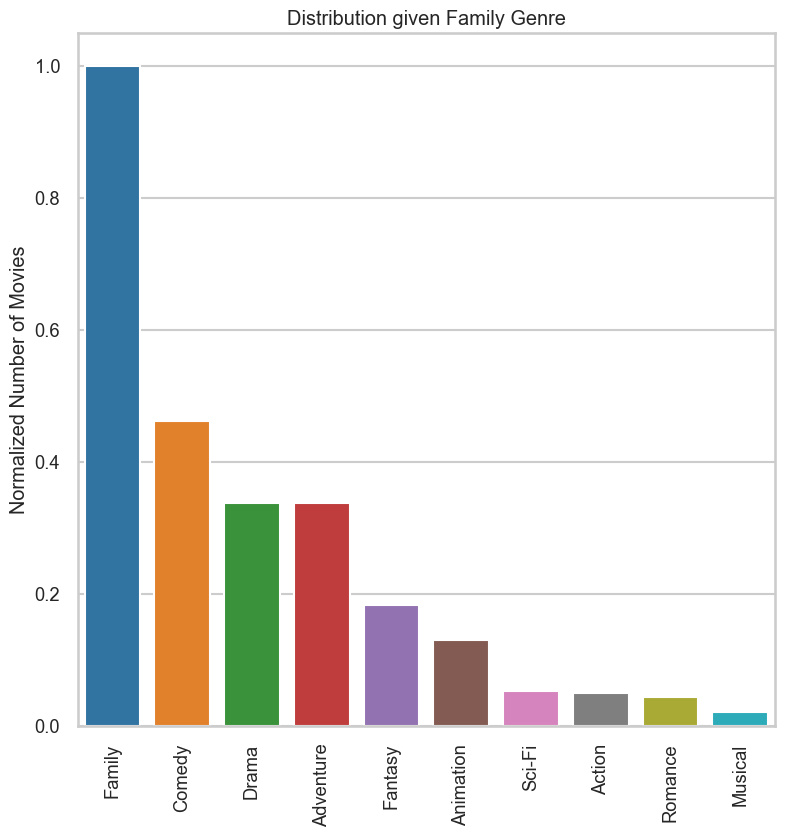 Distribution given Family Genre
Normalized Number of Movies
1.0
0.8
0.6
0.4
0.2
0.0
Family
Comedy
Drama
Adventure
Fantasy
Animation
Sci-Fi
Action
Romance
Musical